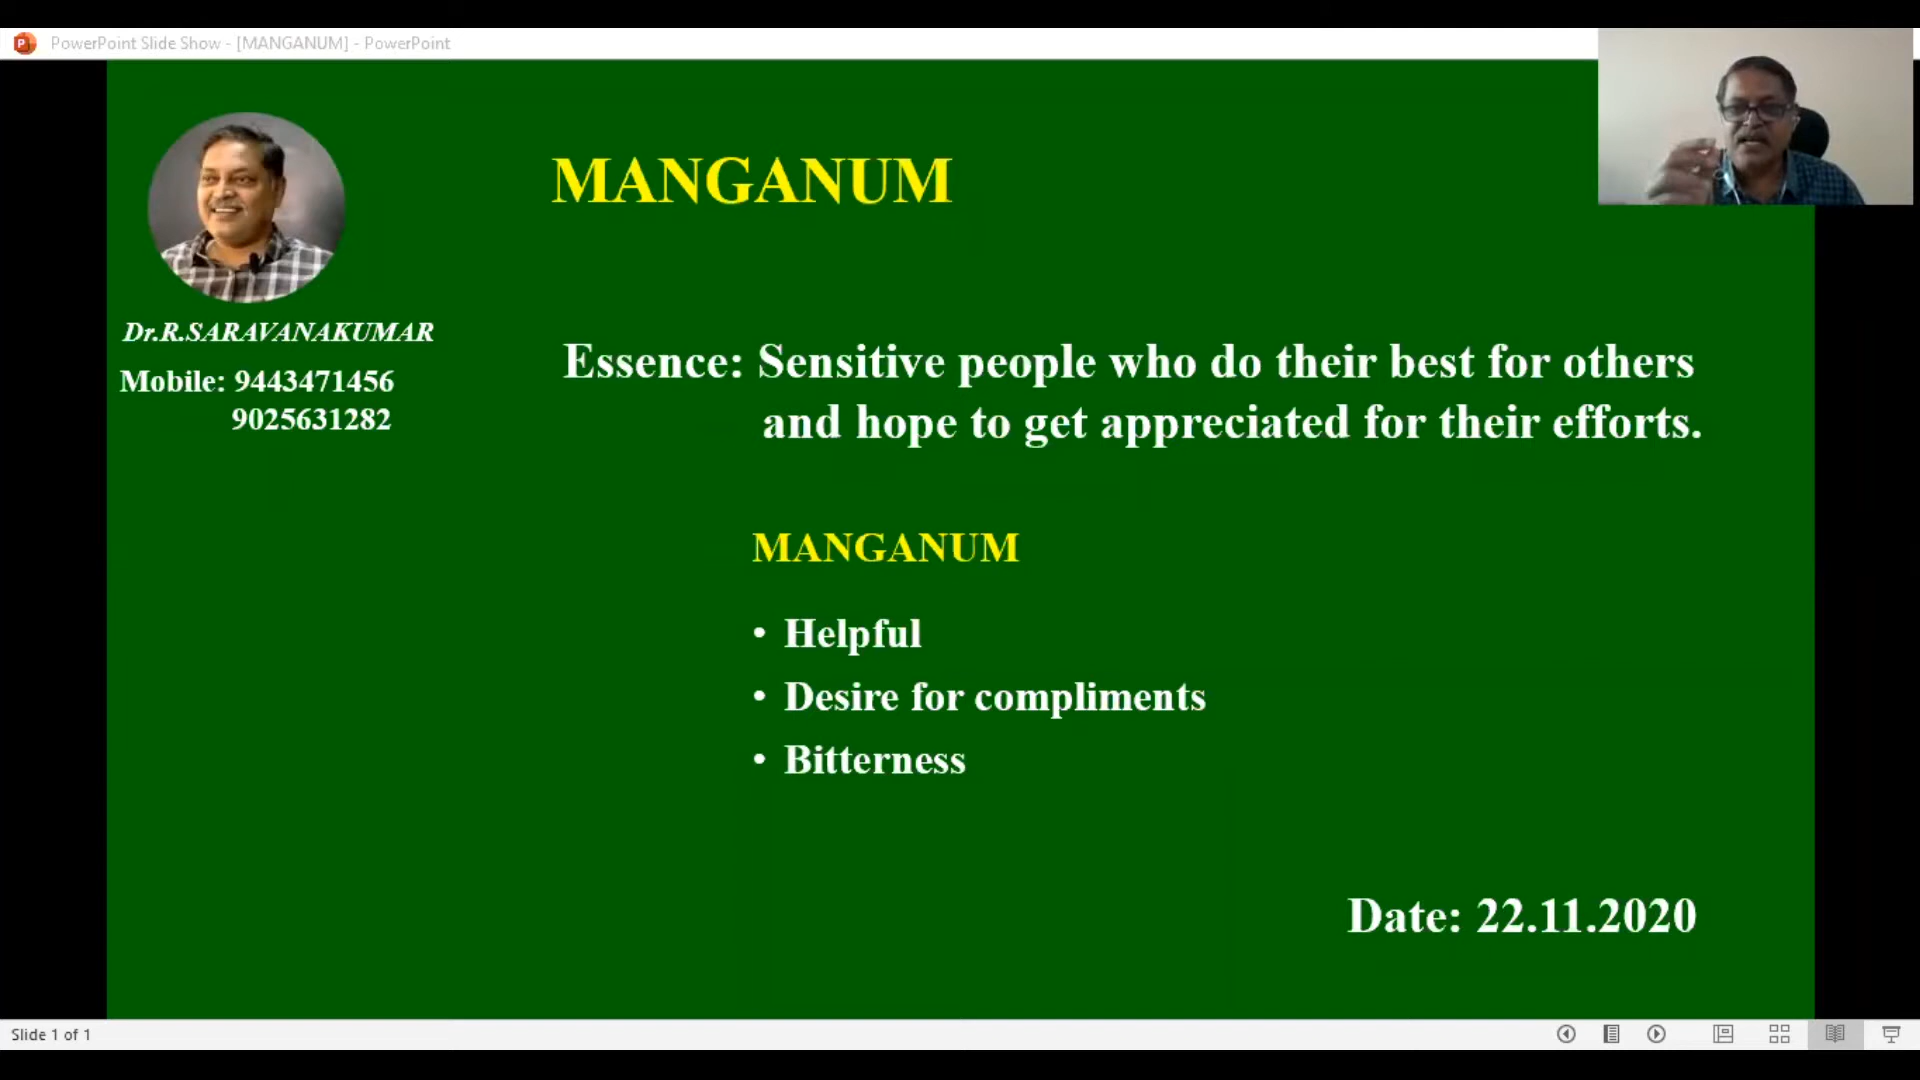 PowerPoint Slide Show - [MANGANUM] - PowerPoint
MANGANUM
Dr.R.SARAVANAKUMAR
Mobile: 9443471456
9025631282
Essence: Sensitive people who do their best for others
and hope to get appreciated for their efforts.
MANGANUM
• Helpful
• Desire for compliments
• Bitterness
Date: 22.11.2020
Slide 1 of 1